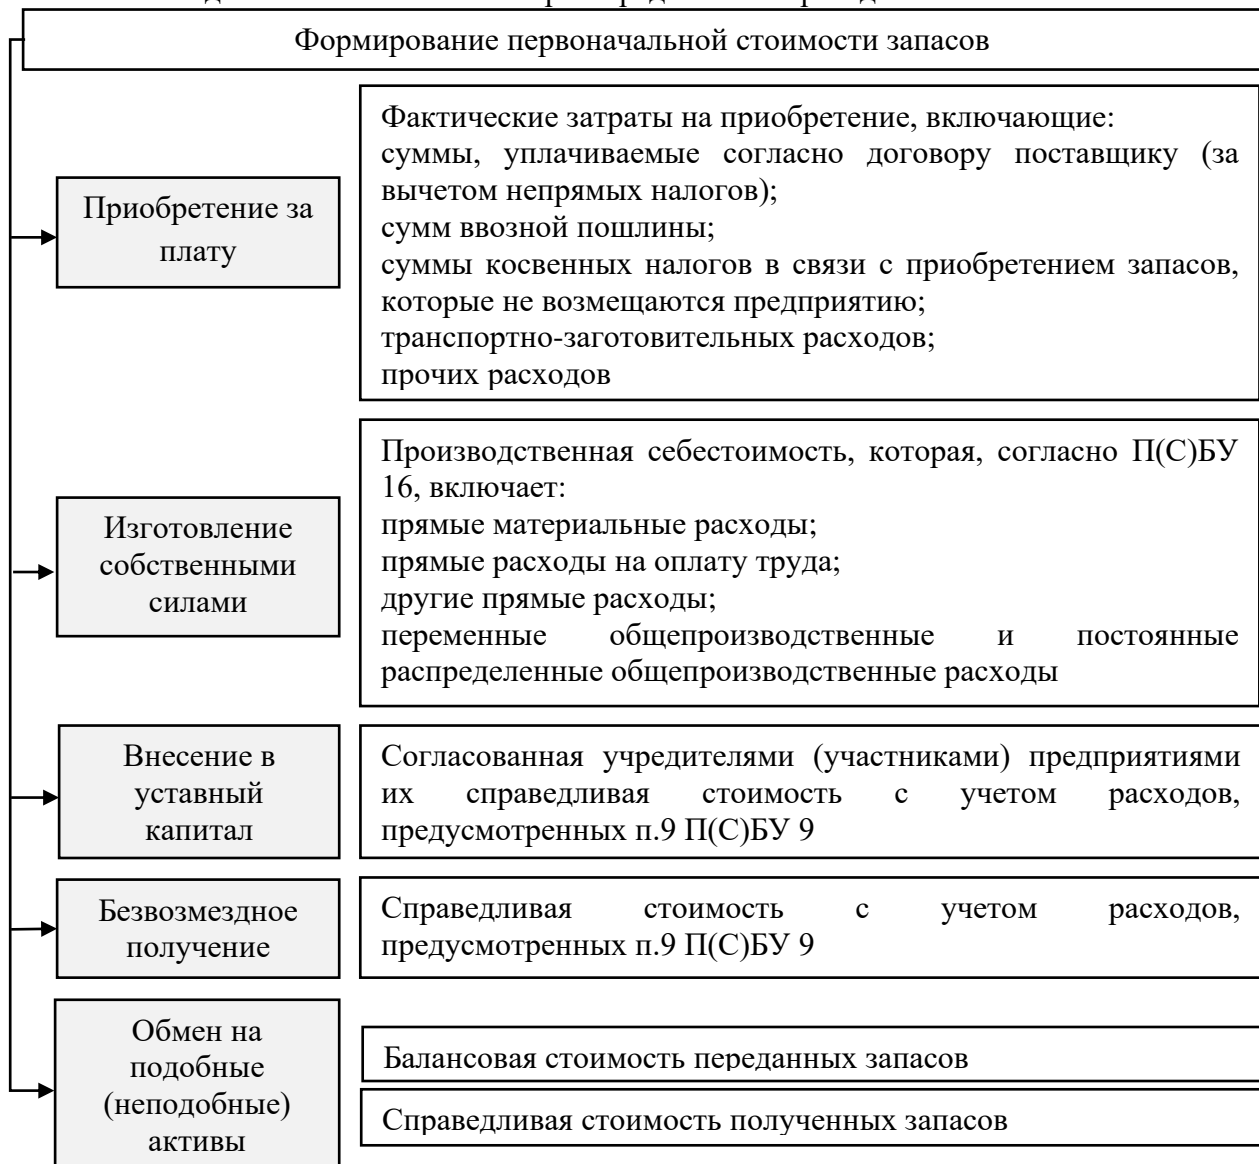 Формирование первоначальной стоимости запасов
Приобретение за
плату
Фактические затраты на приобретение, включающие:
суммы, уплачиваемые согласно договору поставщику (за
вычетом непрямых налогов);
сумм ввозной пошлины;
суммы косвенных налогов в связи с приобретением запасов,
которые не возмещаются предприятию;
транспортно-заготовительных расходов;
прочих расходов
Изготовление
собственными
силами
Производственная себестоимость, которая, согласно П(С)БУ
16, включает:
прямые материальные расходы;
прямые расходы на оплату труда;
другие прямые расходы;
переменные общепроизводственные и постоянные
распределенные общепроизводственные расходы
Внесение в
уставный
капитал
Согласованная учредителями (участниками) предприятиями
их справедливая стоимость с учетом расходов,
предусмотренных п.9 П(С)БУ 9
Безвозмездное
получение
Справедливая стоимость с учетом расходов,
предусмотренных п.9 П(С)БУ 9
Обмен на
подобные
(неподобные)
активы
Балансовая стоимость переданных запасов
Справедливая стоимость полученных запасов